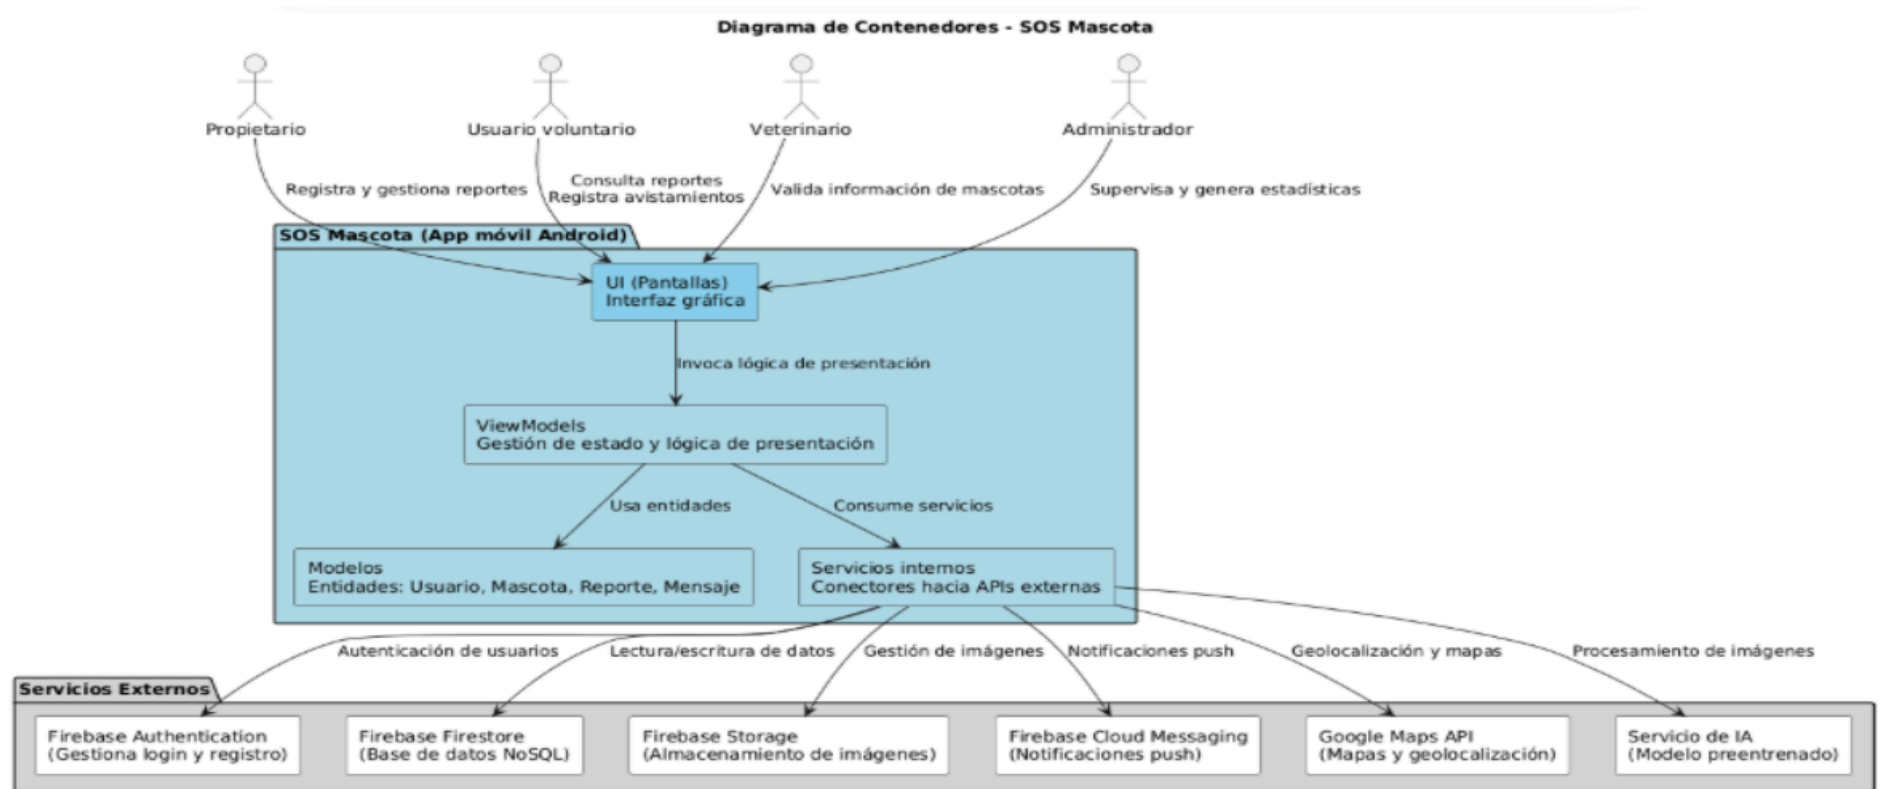 Diagrama de Contenedores - SOS Mascota
Propietario
Usuario voluntario
Veterinario
Administrador
Registra y gestiona reportes
Consulta reportes
Registra avistamientos
Valida información de mascotas
Supervisa y genera estadísticas
SOS Mascota (App móvil Android)
UI (Pantallas)
Interfaz gráfica
Invoca lógica de presentación
ViewModels
Gestión de estado y lógica de presentación
Usa entidades
Consume servicios
Modelos
Entidades: Usuario, Mascota, Reporte, Mensaje
Servicios internos
Conectores hacia APIs externas
Autenticación de usuarios
Lectura/escritura de datos
Gestión de imágenes
Notificaciones push
Geolocalización y mapas
Procesamiento de imágenes
Servicios Externos
Firebase Authentication
(Gestiona login y registro)
Firebase Firestore
(Base de datos NoSQL)
Firebase Storage
(Almacenamiento de imágenes)
Firebase Cloud Messaging
(Notificaciones push)
Google Maps API
(Mapas y geolocalización)
Servicio de IA
(Modelo preentrenado)